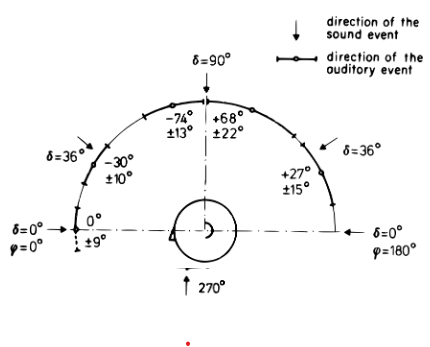 direction of the
sound event
direction of the
auditory event
δ=90°
-74° +68°
±13° ±22°
δ=36° δ=36°
-30° +27°
±10° ±15°
0°
δ=0° δ=0°
±9°
φ=0° φ=180°
270°